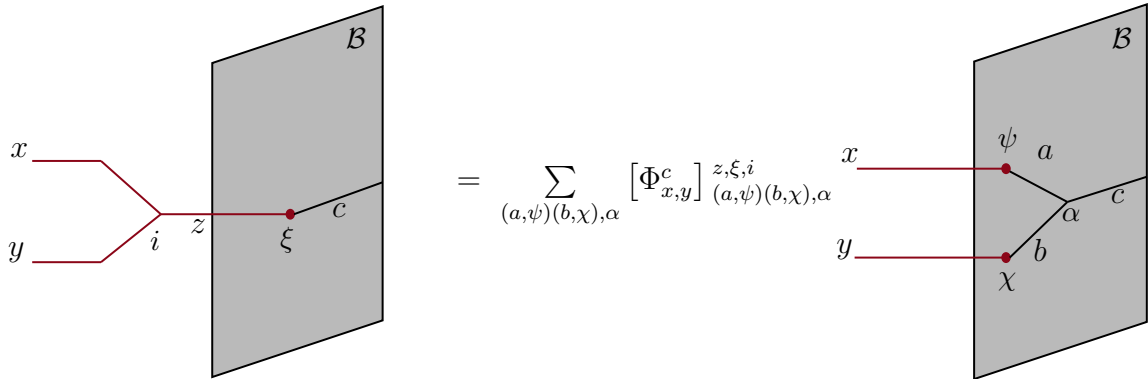 x
y
i
z
ξ
c
𝓑
= ∑_{(a,ψ)(b,χ),α} [Φ^c_{x,y}]^{z,ξ,i}_{(a,ψ)(b,χ),α}
x
y
ψ
a
χ
b
α
c
𝓑